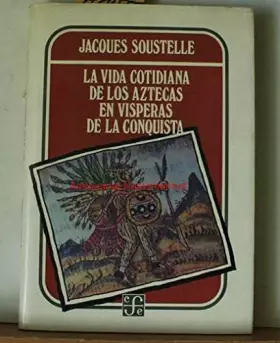 JACQUES SOUSTELLE
LA VIDA COTIDIANA
DE LOS AZTECAS
EN VISPERAS
DE LA CONQUISTA